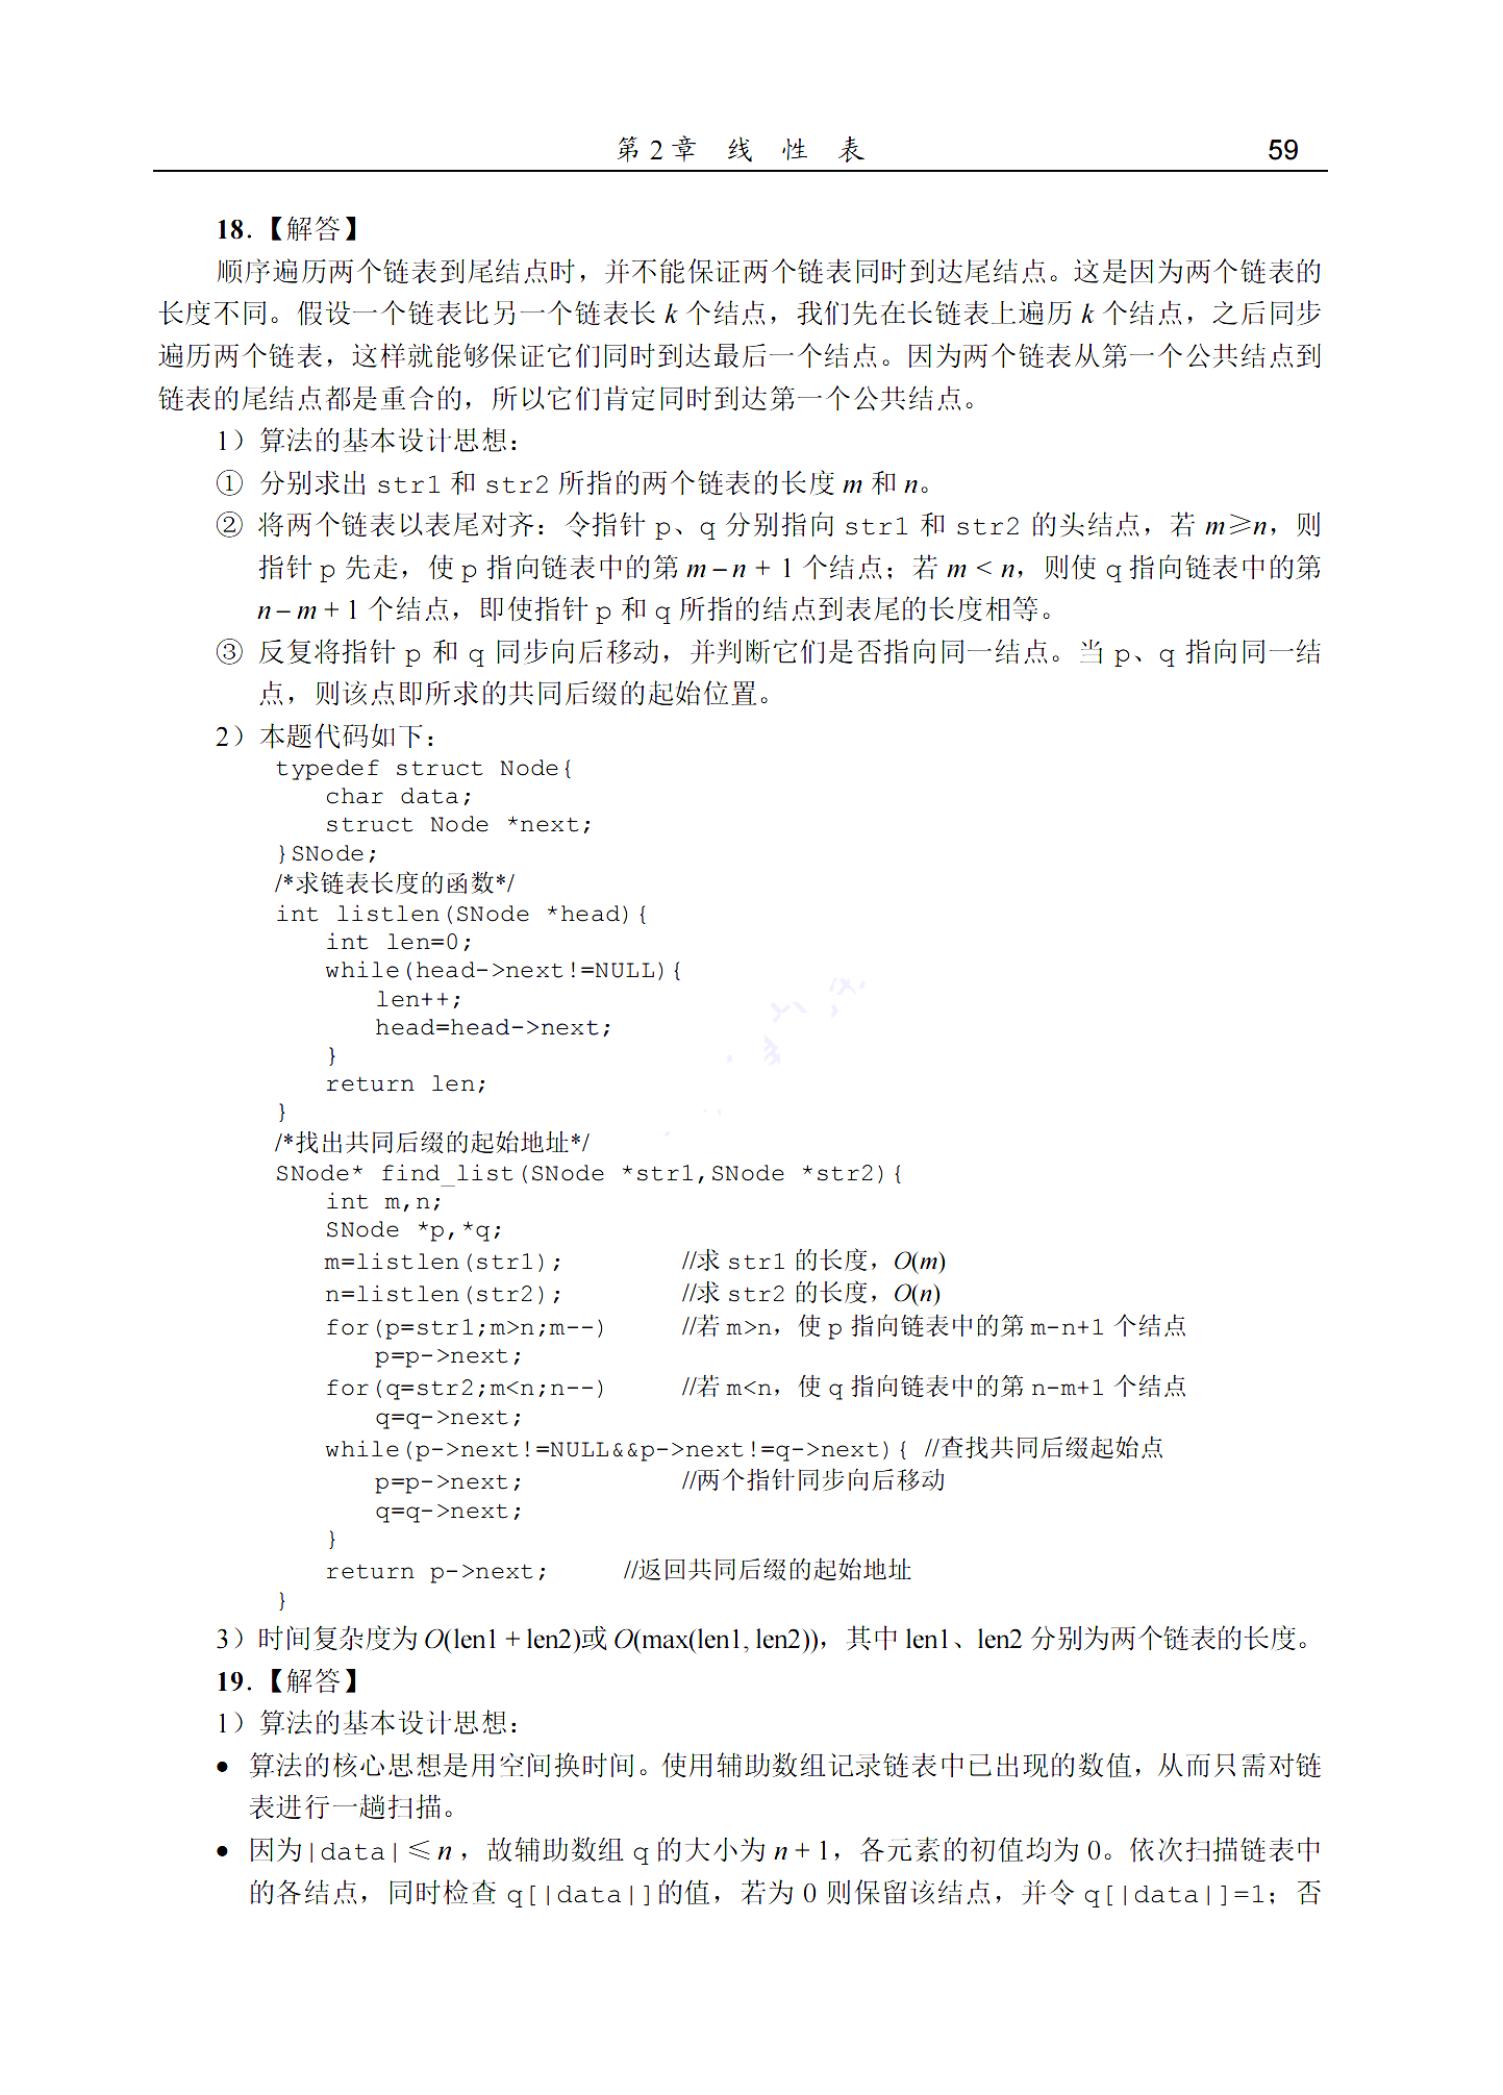 第 2 章 线 性 表 59
18.【解答】
顺序遍历两个链表到尾结点时，并不能保证两个链表同时到达尾结点。这是因为两个链表的
长度不同。假设一个链表比另一个链表长 k 个结点，我们先在长链表上遍历 k 个结点，之后同步
遍历两个链表，这样就能够保证它们同时到达最后一个结点。因为两个链表从第一个公共结点到
链表的尾结点都是重合的，所以它们肯定同时到达第一个公共结点。
1）算法的基本设计思想：
① 分别求出 str1 和 str2 所指的两个链表的长度 m 和 n。
② 将两个链表以表尾对齐：令指针 p、q 分别指向 str1 和 str2 的头结点，若 m≥n，则
指针 p 先走，使 p 指向链表中的第 m – n + 1 个结点；若 m < n，则使 q 指向链表中的第
n – m + 1 个结点，即使指针 p 和 q 所指的结点到表尾的长度相等。
③ 反复将指针 p 和 q 同步向后移动，并判断它们是否指向同一结点。当 p、q 指向同一结
点，则该点即所求的共同后缀的起始位置。
2）本题代码如下：
typedef struct Node{
char data;
struct Node *next;
}SNode;
/*求链表长度的函数*/
int listlen(SNode *head){
int len=0;
while(head->next!=NULL){
len++;
head=head->next;
}
return len;
}
/*找出共同后缀的起始地址*/
SNode* find_list(SNode *str1,SNode *str2){
int m,n;
SNode *p,*q;
m=listlen(str1); //求 str1 的长度，O(m)
n=listlen(str2); //求 str2 的长度，O(n)
for(p=str1;m>n;m--) //若 m>n，使 p 指向链表中的第 m-n+1 个结点
p=p->next;
for(q=str2;m<n;n--) //若 m<n，使 q 指向链表中的第 n-m+1 个结点
q=q->next;
while(p->next!=NULL&&p->next!=q->next){ //查找共同后缀起始点
p=p->next; //两个指针同步向后移动
q=q->next;
}
return p->next; //返回共同后缀的起始地址
}
3）时间复杂度为 O(len1 + len2)或 O(max(len1, len2))，其中 len1、len2 分别为两个链表的长度。
19.【解答】
1）算法的基本设计思想：
● 算法的核心思想是用空间换时间。使用辅助数组记录链表中已出现的数值，从而只需对链
表进行一趟扫描。
● 因为|data|≤n，故辅助数组 q 的大小为 n + 1，各元素的初值均为 0。依次扫描链表中
的各结点，同时检查 q[|data|]的值，若为 0 则保留该结点，并令 q[|data|]=1；否